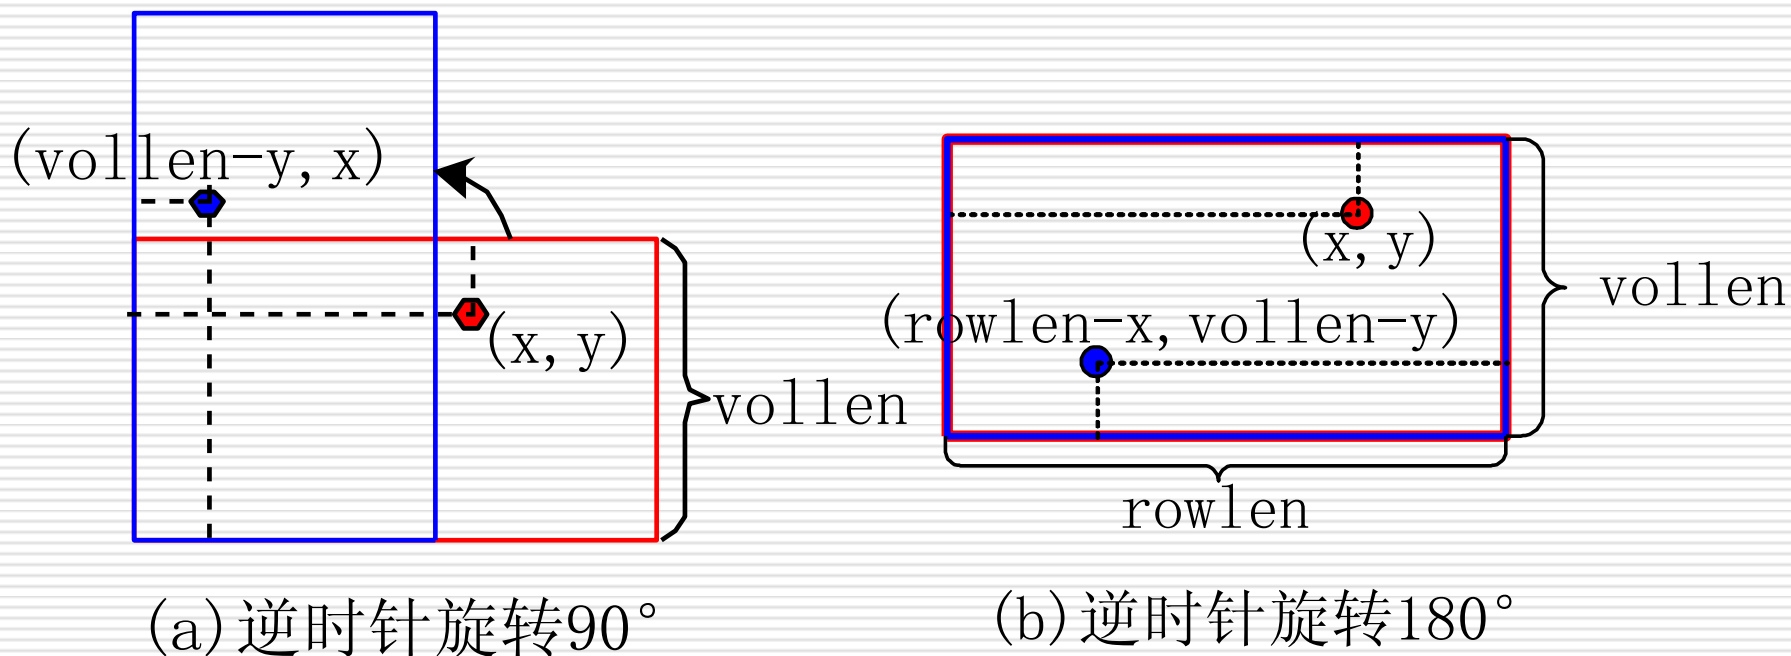 (vollen-y, x)
(x, y)
vollen
(a)逆时针旋转90°
(x, y)
(rowlen-x, vollen-y)
vollen
rowlen
(b)逆时针旋转180°